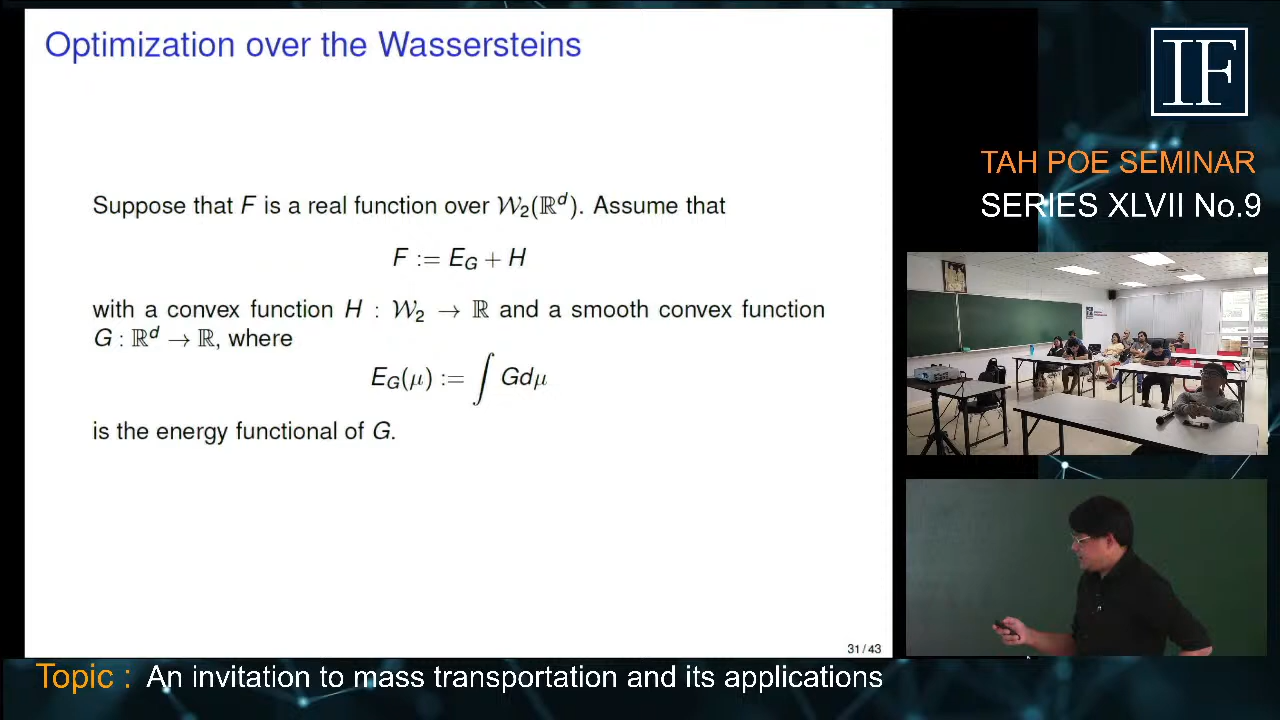 Optimization over the Wassersteins
Suppose that F is a real function over 𝒲₂(ℝᵈ). Assume that
F := E_G + H
with a convex function H : 𝒲₂ → ℝ and a smooth convex function
G : ℝᵈ → ℝ, where
E_G(μ) := ∫ Gdμ
is the energy functional of G.
31 / 43
IF
TAH POE SEMINAR
SERIES XLVII No.9
Topic : An invitation to mass transportation and its applications